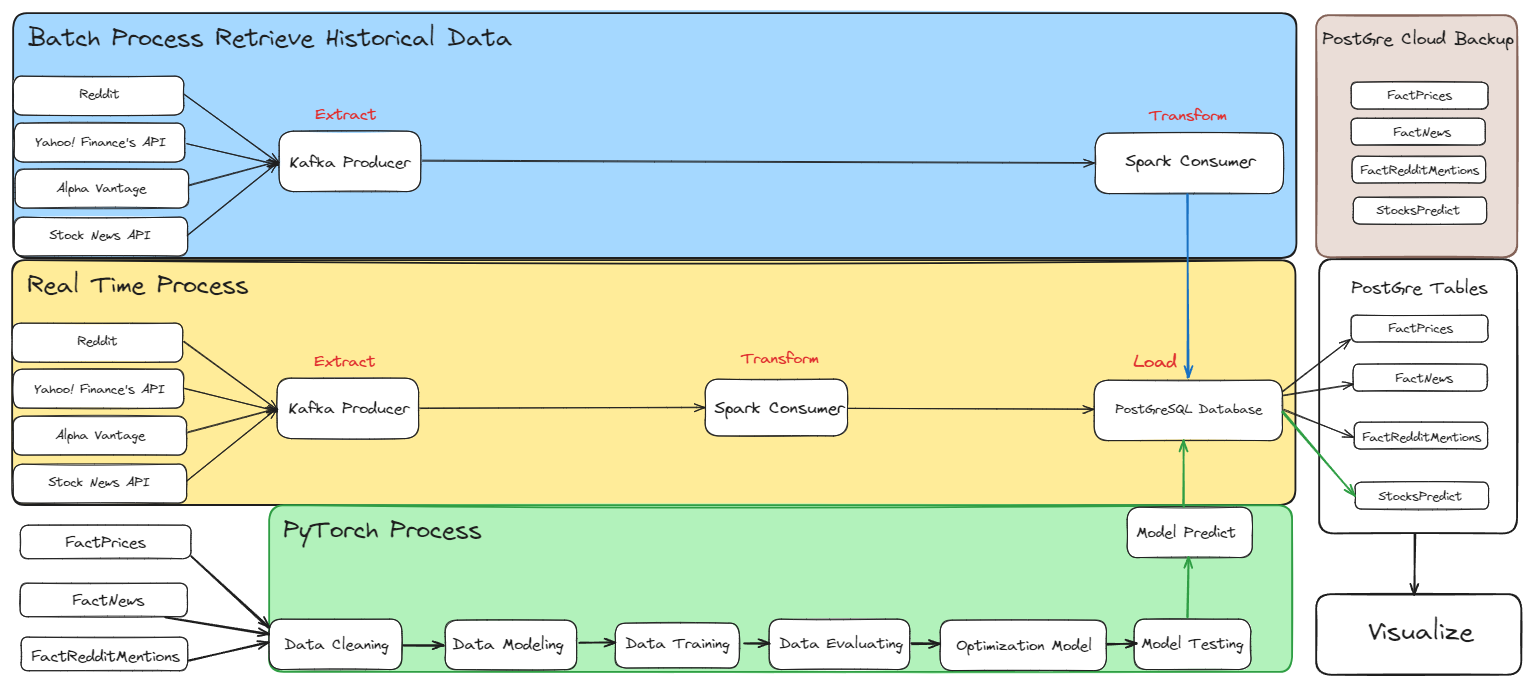 Batch Process Retrieve Historical Data
Reddit
Yahoo! Finance's API
Alpha Vantage
Stock News API
Extract
Kafka Producer
Transform
Spark Consumer
PostGre Cloud Backup
FactPrices
FactNews
FactRedditMentions
StocksPredict
Real Time Process
Reddit
Yahoo! Finance's API
Alpha Vantage
Stock News API
Extract
Kafka Producer
Transform
Spark Consumer
Load
PostGreSQL Database
PostGre Tables
FactPrices
FactNews
FactRedditMentions
StocksPredict
FactPrices
FactNews
FactRedditMentions
PyTorch Process
Data Cleaning
Data Modeling
Data Training
Data Evaluating
Optimization Model
Model Testing
Model Predict
Visualize